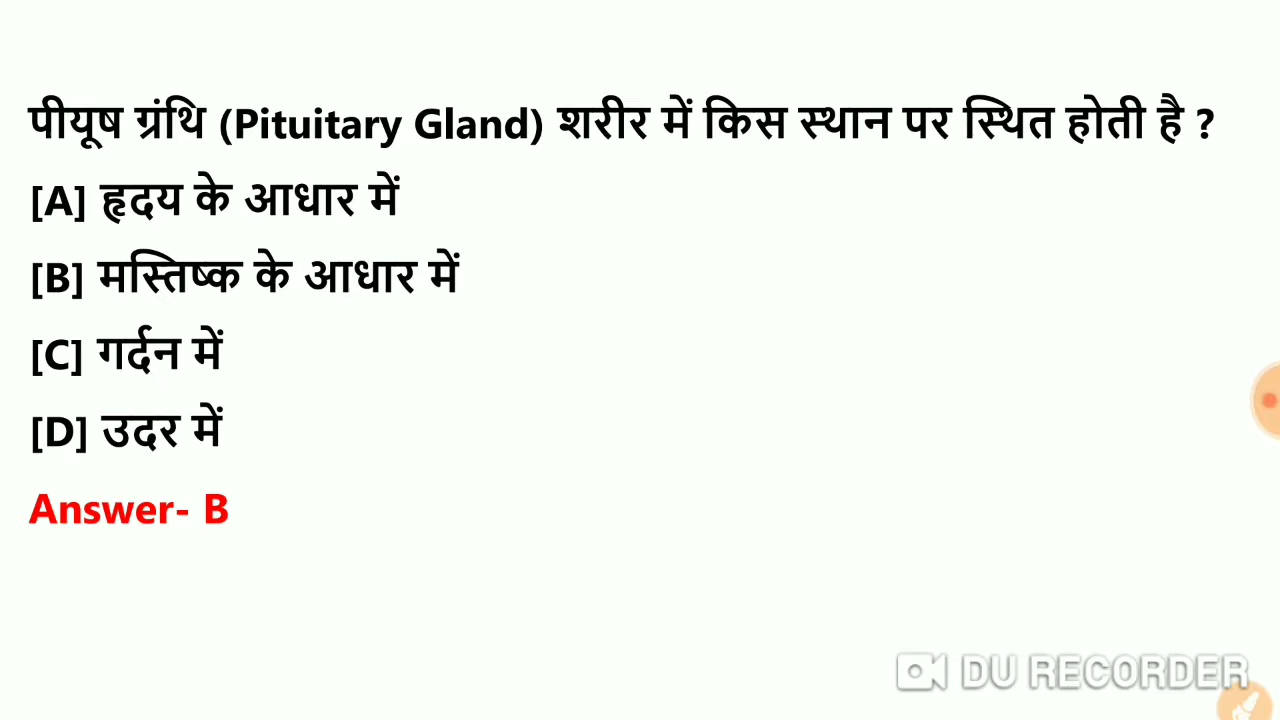 पीयूष ग्रंथि (Pituitary Gland) शरीर में किस स्थान पर स्थित होती है ?
[A] हृदय के आधार में
[B] मस्तिष्क के आधार में
[C] गर्दन में
[D] उदर में
Answer- B
DU RECORDER